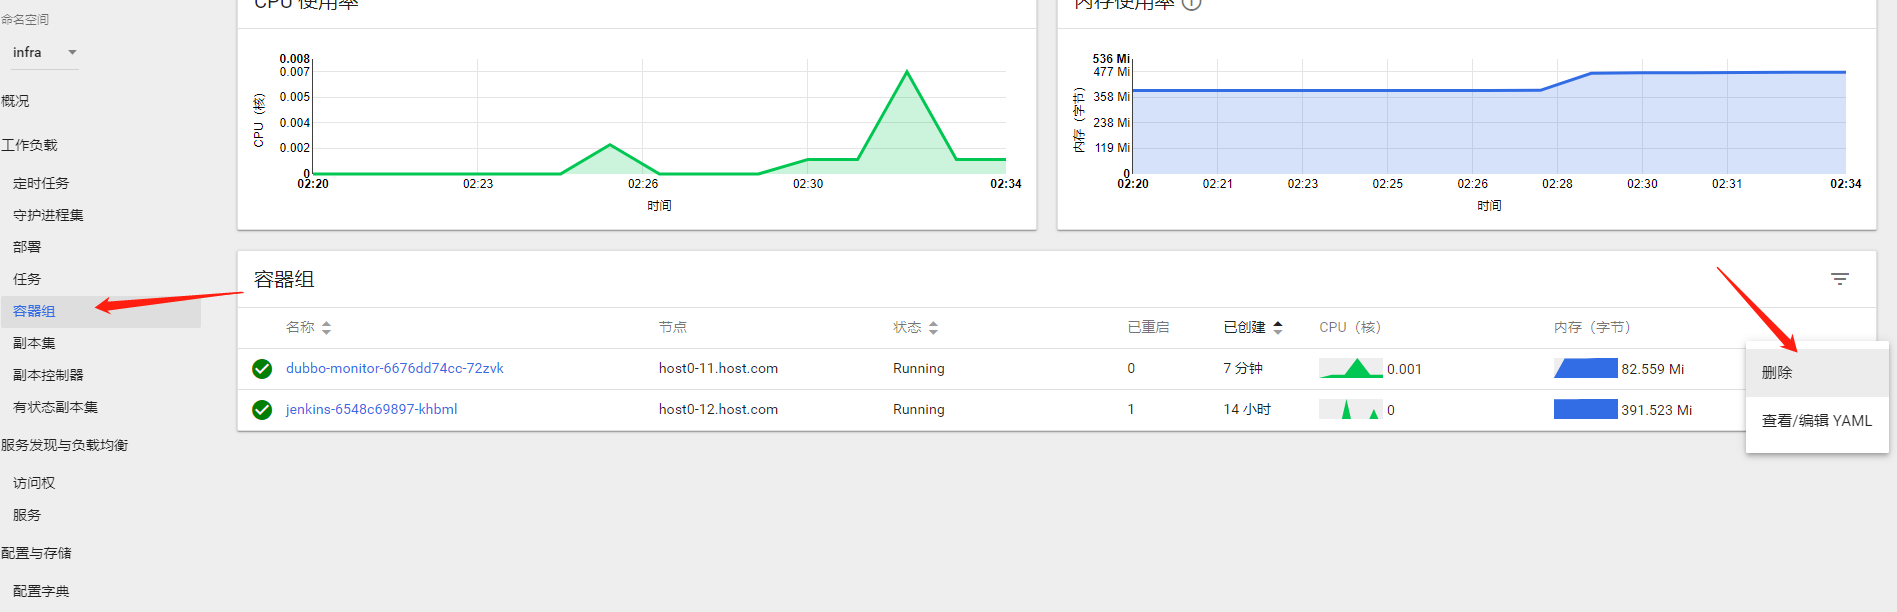 命名空间
infra
概况
工作负载
定时任务
守护进程集
部署
任务
容器组
副本集
副本控制器
有状态副本集
服务发现与负载均衡
访问权
服务
配置与存储
配置字典
CPU 使用率
CPU（核）
0.008
0.007
0.005
0.004
0.002
0
02:20
02:23
02:26
02:30
02:34
时间
内存使用率
内存（字节）
536 Mi
477 Mi
358 Mi
238 Mi
119 Mi
0
02:20
02:21
02:23
02:25
02:26
02:28
02:30
02:31
02:34
时间
容器组
名称 节点 状态 已重启 已创建 CPU（核） 内存（字节）
dubbo-monitor-6676dd74cc-72zvk host0-11.host.com Running 0 7 分钟 0.001 82.559 Mi
jenkins-6548c69897-khbml host0-12.host.com Running 1 14 小时 0 391.523 Mi
删除
查看/编辑 YAML